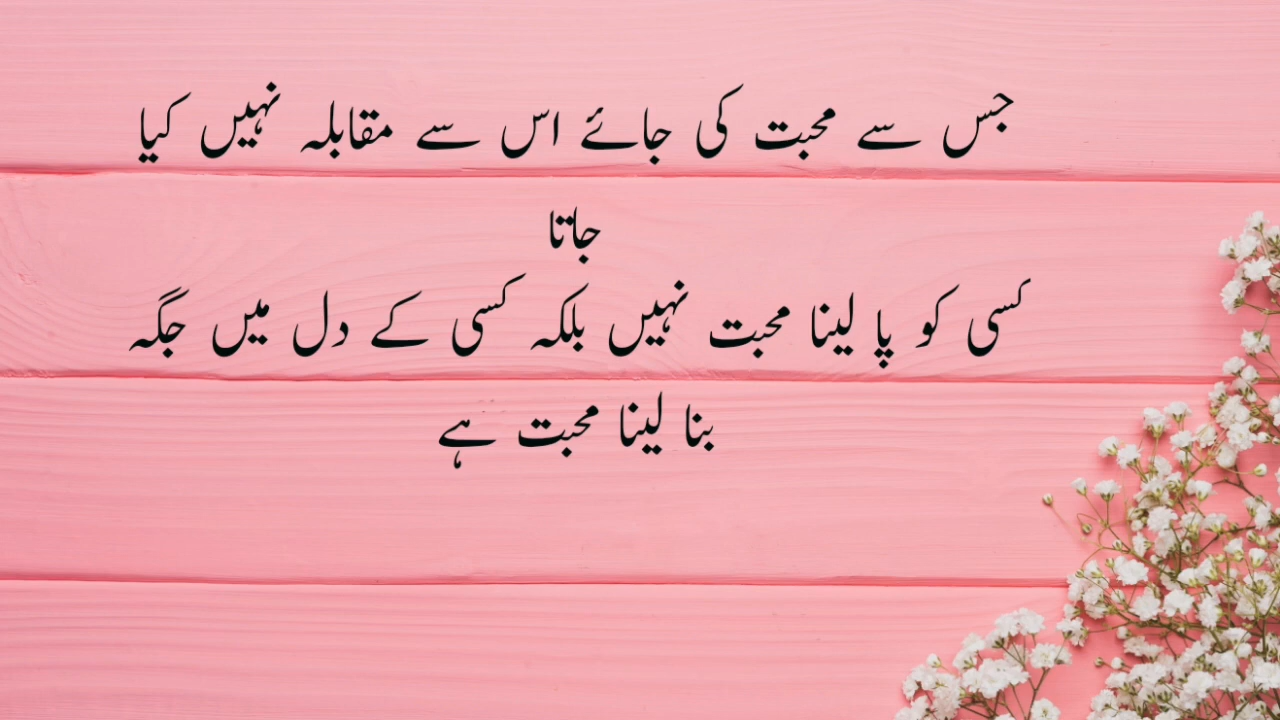 جس سے محبت کی جائے اس سے مقابلہ نہیں کیا
جاتا
کسی کو پا لینا محبت نہیں بلکہ کسی کے دل میں جگہ
بنا لینا محبت ہے